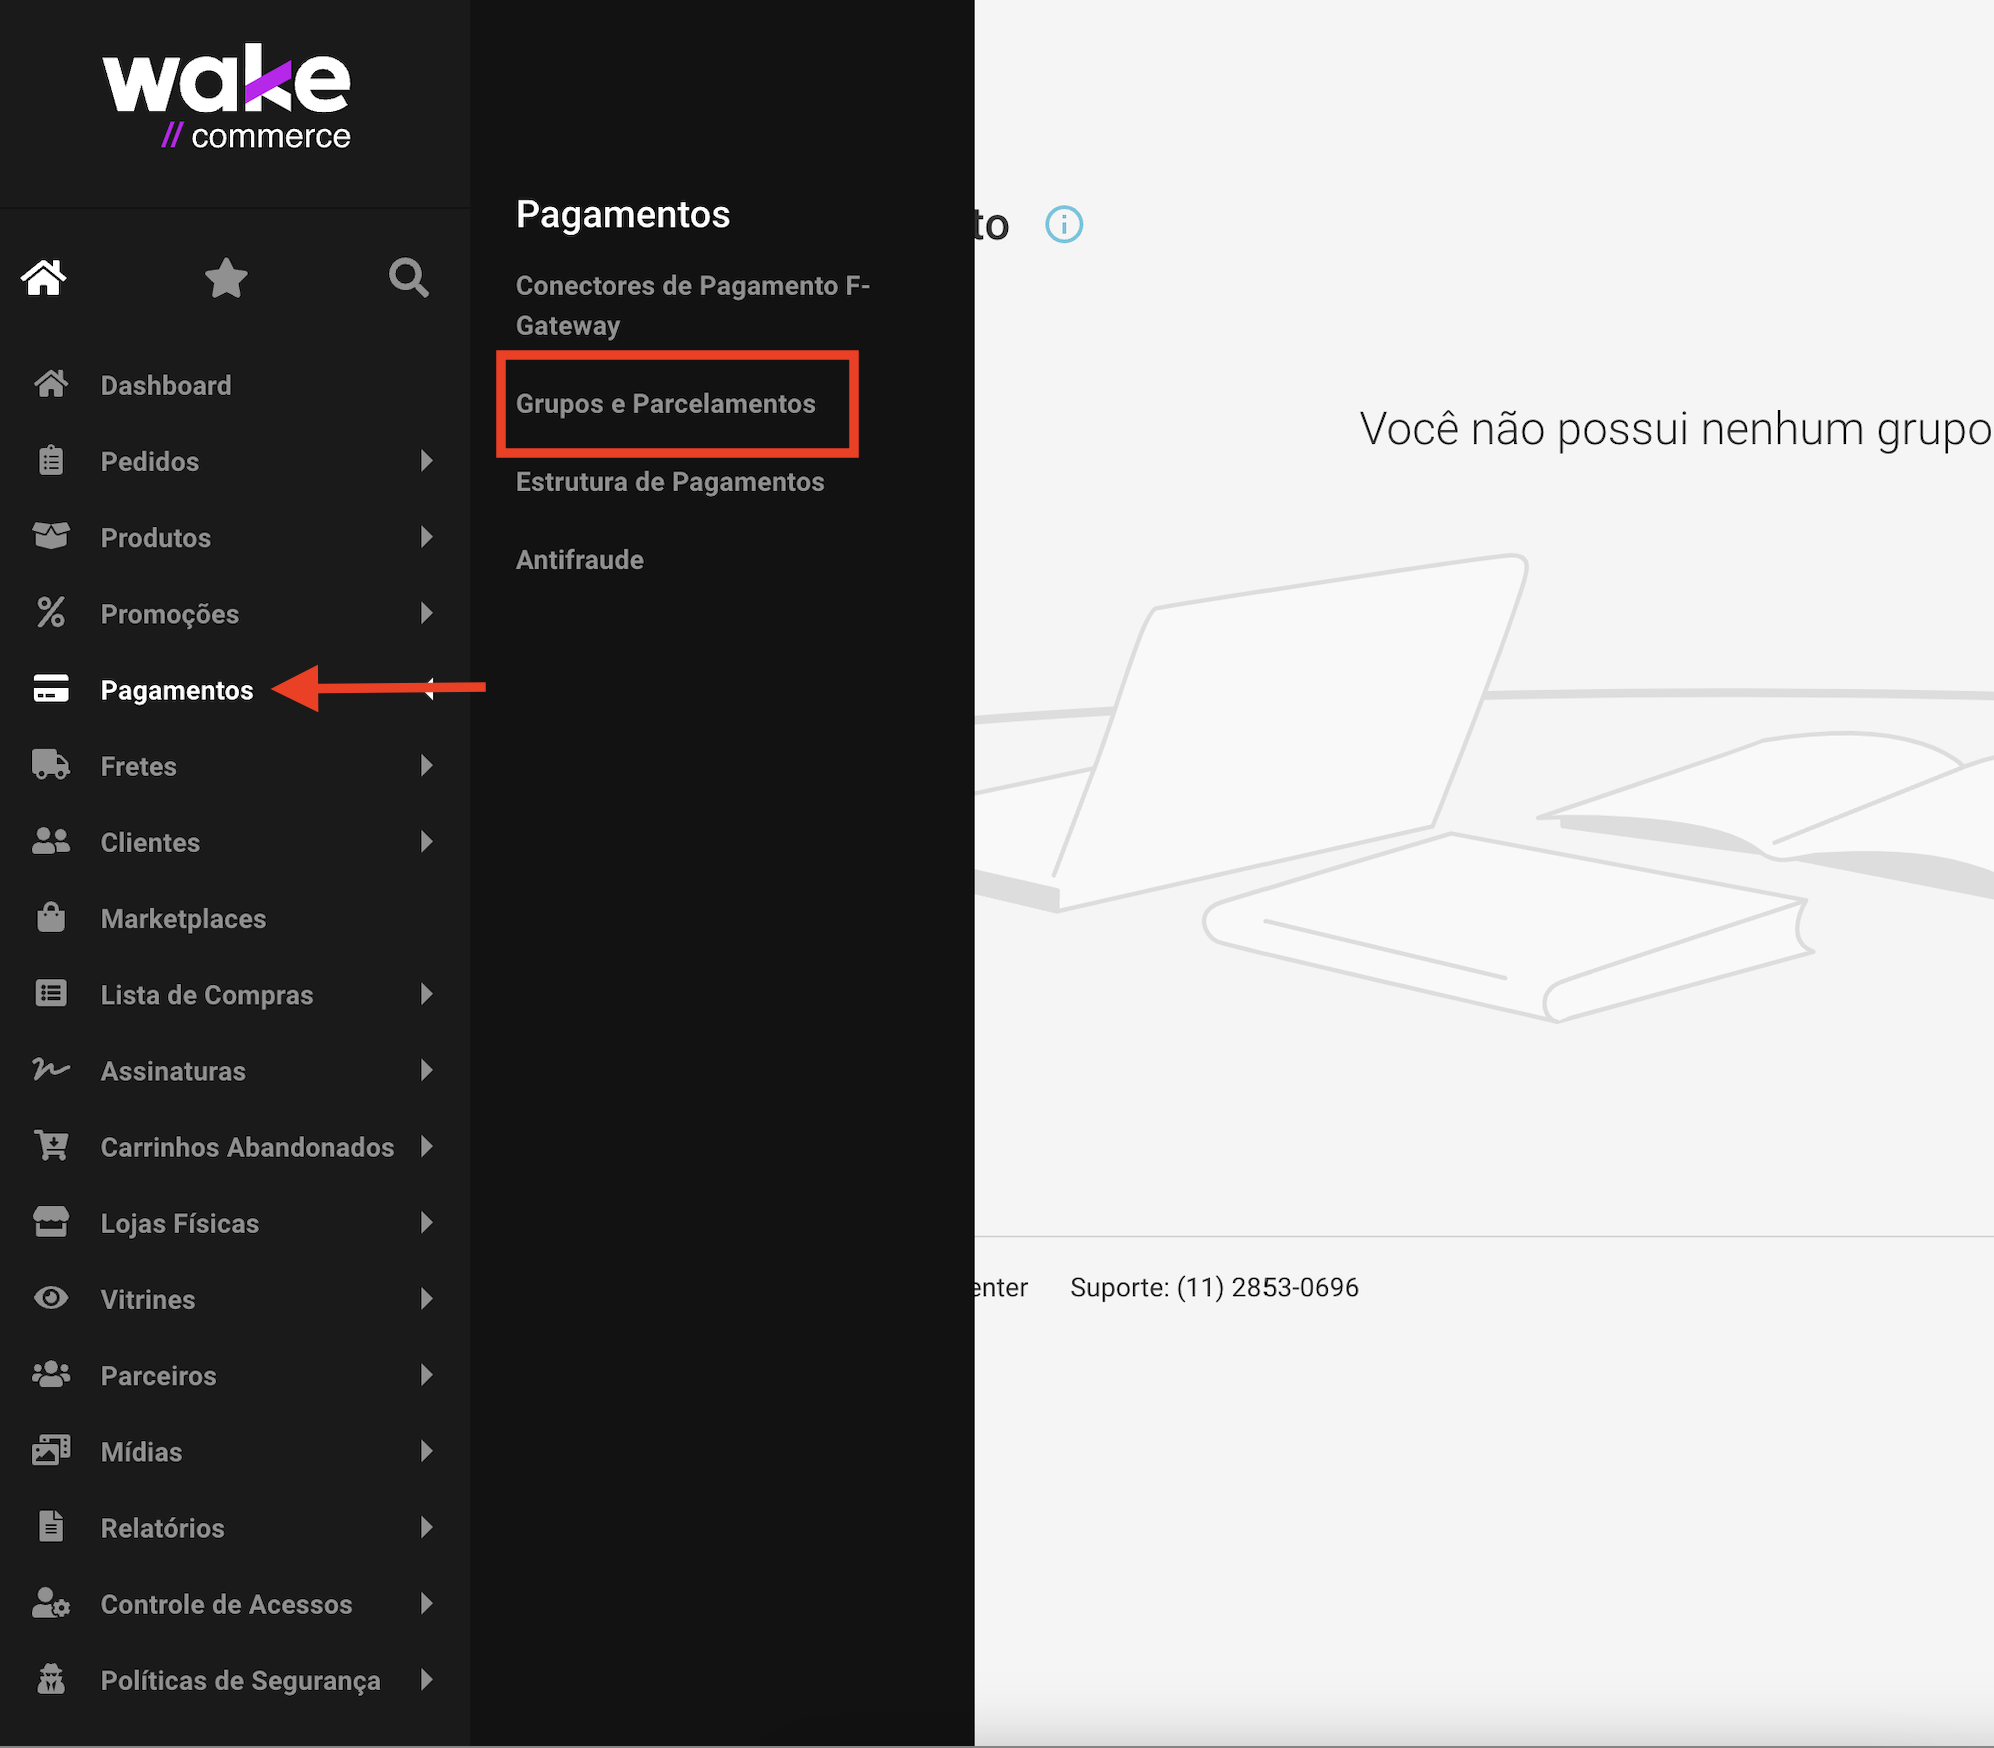 wake
// commerce
Dashboard
Pedidos
Produtos
Promoções
Pagamentos
Fretes
Clientes
Marketplaces
Lista de Compras
Assinaturas
Carrinhos Abandonados
Lojas Físicas
Vitrines
Parceiros
Mídias
Relatórios
Controle de Acessos
Políticas de Segurança
Pagamentos
Conectores de Pagamento F-
Gateway
Grupos e Parcelamentos
Estrutura de Pagamentos
Antifraude
to
Você não possui nenhum grupo
enter Suporte: (11) 2853-0696